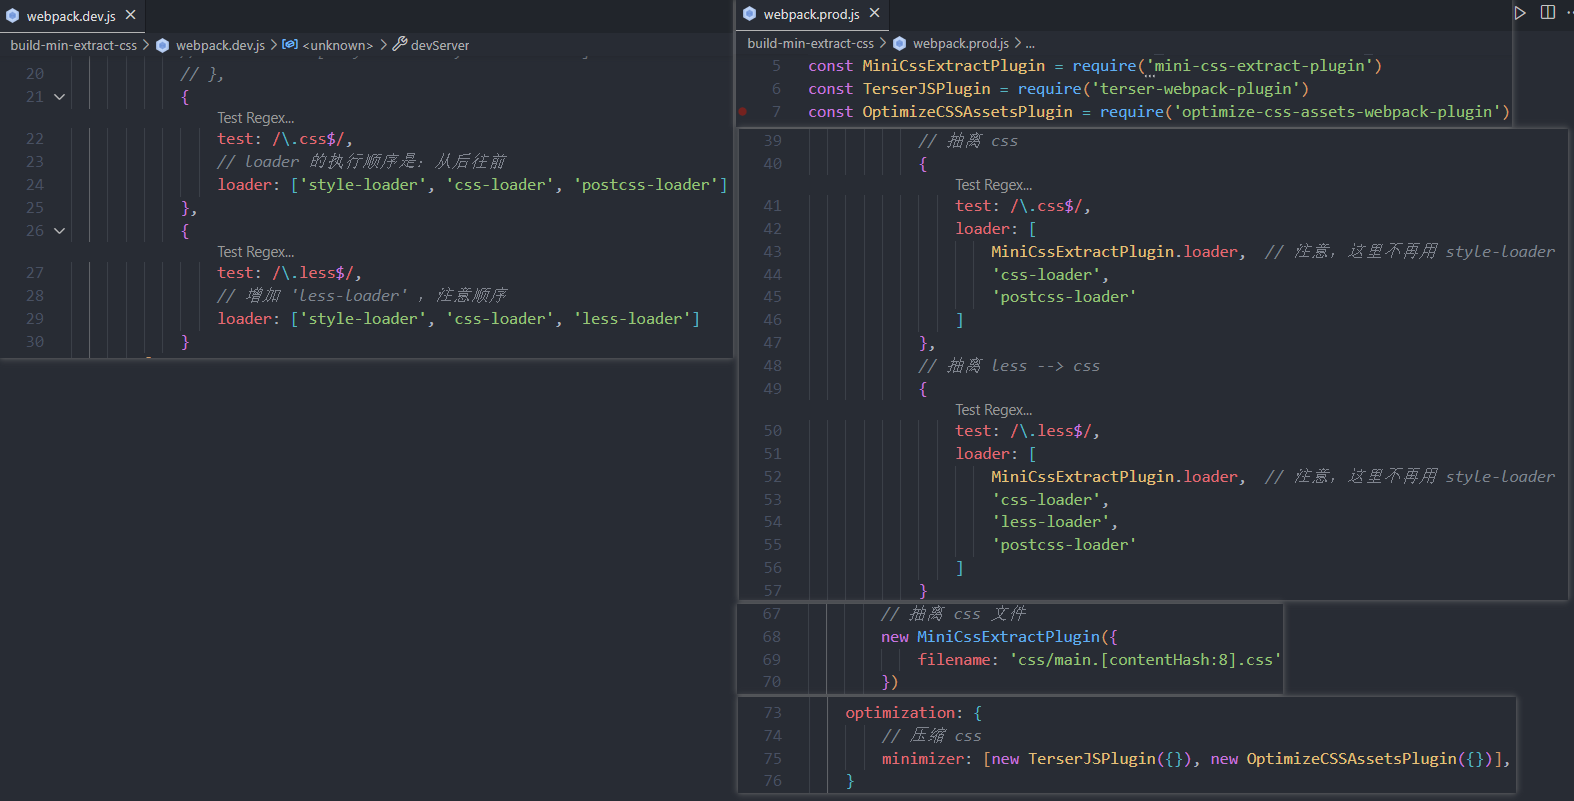 webpack.dev.js
build-min-extract-css > webpack.dev.js > <unknown> > devServer
20 // },
21 {
Test Regex...
22 test: /\.css$/,
23 // loader 的执行顺序是: 从后往前
24 loader: ['style-loader', 'css-loader', 'postcss-loader']
25 },
26 {
Test Regex...
27 test: /\.less$/,
28 // 增加 'less-loader' ，注意顺序
29 loader: ['style-loader', 'css-loader', 'less-loader']
30 }
webpack.prod.js
build-min-extract-css > webpack.prod.js > ...
5 const MiniCssExtractPlugin = require('mini-css-extract-plugin')
6 const TerserJSPlugin = require('terser-webpack-plugin')
7 const OptimizeCSSAssetsPlugin = require('optimize-css-assets-webpack-plugin')
39 // 抽离 css
40 {
Test Regex...
41 test: /\.css$/,
42 loader: [
43 MiniCssExtractPlugin.loader, // 注意，这里不再用 style-loader
44 'css-loader',
45 'postcss-loader'
46 ]
47 },
48 // 抽离 less --> css
49 {
Test Regex...
50 test: /\.less$/,
51 loader: [
52 MiniCssExtractPlugin.loader, // 注意，这里不再用 style-loader
53 'css-loader',
54 'less-loader',
55 'postcss-loader'
56 ]
57 }
67 // 抽离 css 文件
68 new MiniCssExtractPlugin({
69 filename: 'css/main.[contentHash:8].css'
70 })
73 optimization: {
74 // 压缩 css
75 minimizer: [new TerserJSPlugin({}), new OptimizeCSSAssetsPlugin({})],
76 }